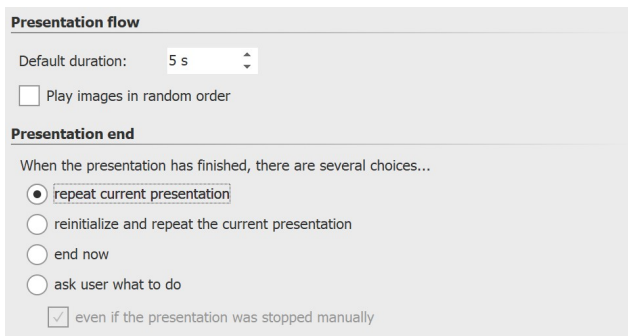 Presentation flow
Default duration: 5 s
Play images in random order
Presentation end
When the presentation has finished, there are several choices...
repeat current presentation
reinitialize and repeat the current presentation
end now
ask user what to do
even if the presentation was stopped manually